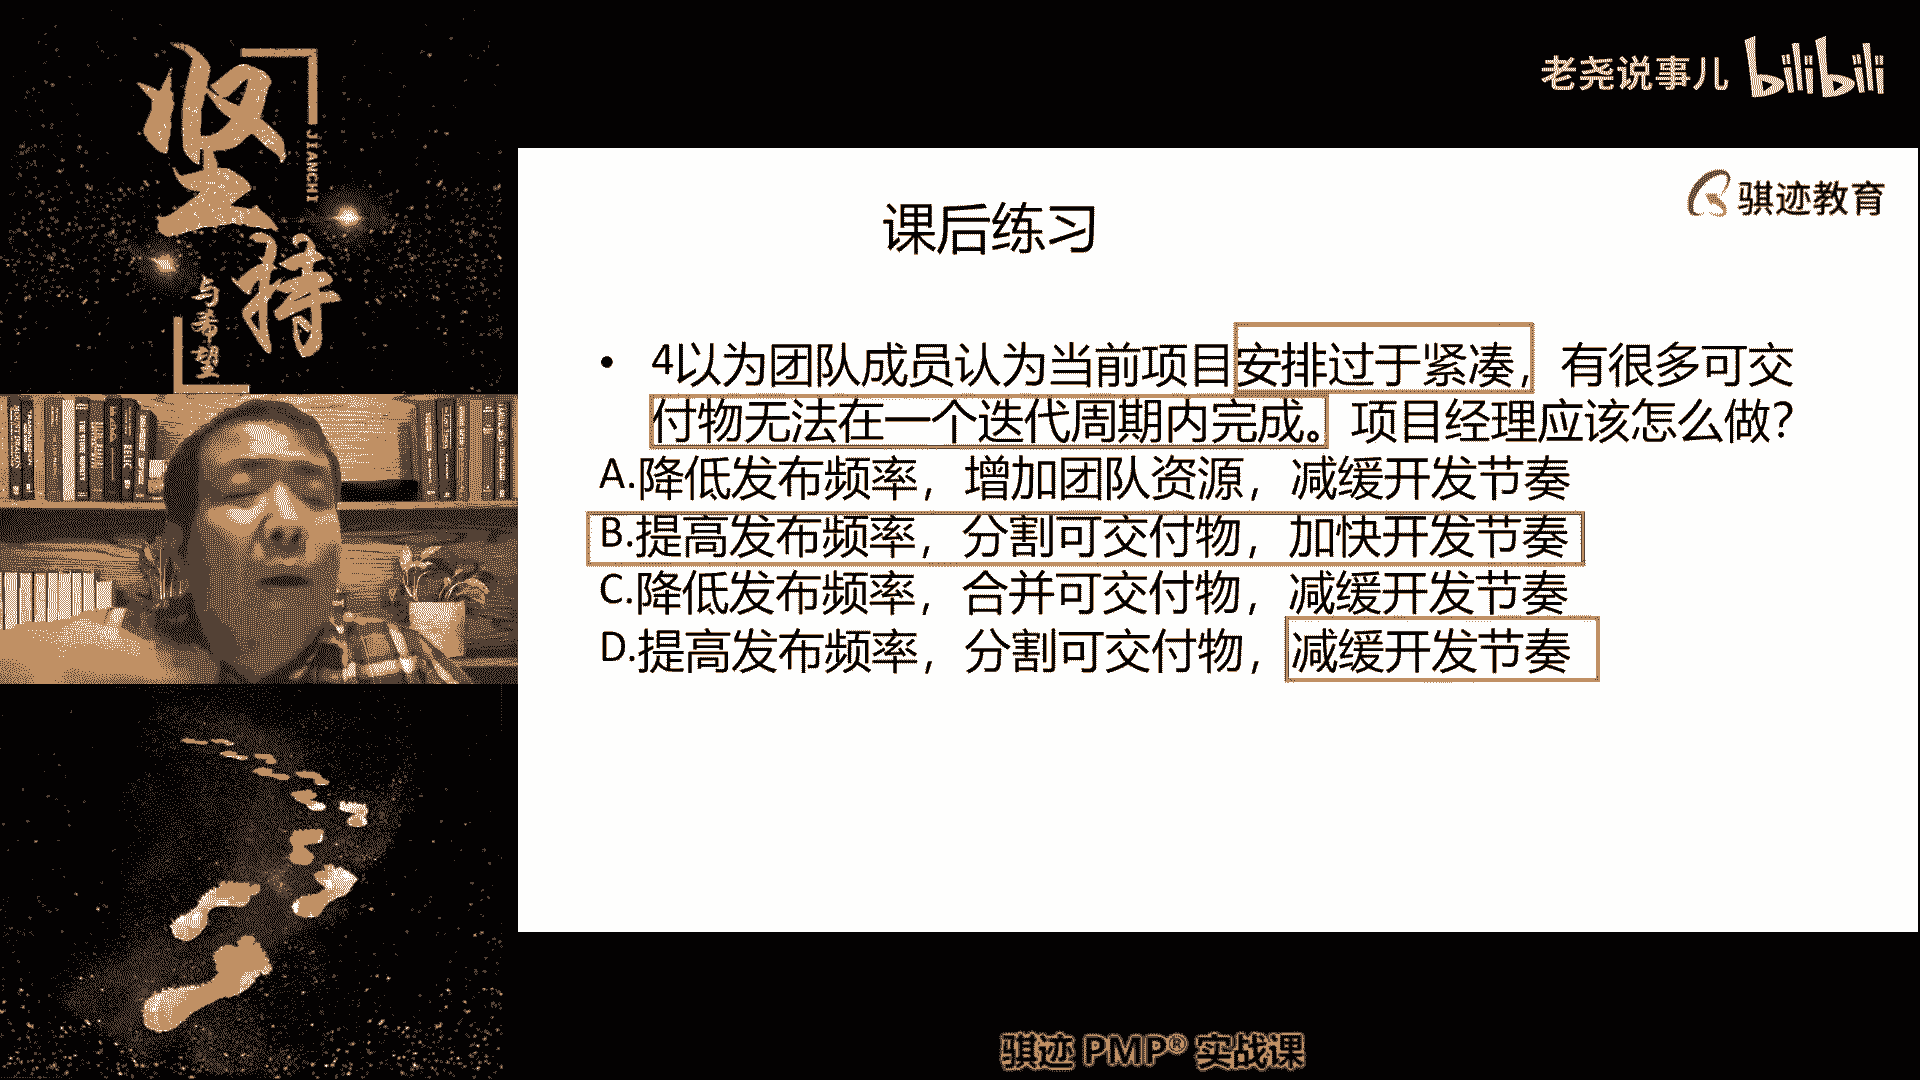 坚持
JIANCHI
与希望
老尧说事儿 bilibili
骐迹教育
课后练习
• 4以为团队成员认为当前项目安排过于紧凑，有很多可交
付物无法在一个迭代周期内完成。项目经理应该怎么做？
A.降低发布频率，增加团队资源，减缓开发节奏
B.提高发布频率，分割可交付物，加快开发节奏
C.降低发布频率，合并可交付物，减缓开发节奏
D.提高发布频率，分割可交付物，减缓开发节奏
骐迹 PMP® 实战课